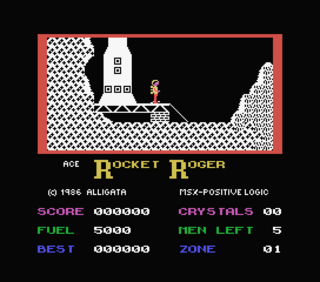 ACE ROCKET ROGER
(c) 1986 ALLIGATA MSX-POSITIVE LOGIC
SCORE 000000 CRYSTALS 00
FUEL 5000 MEN LEFT 5
BEST 000000 ZONE 01